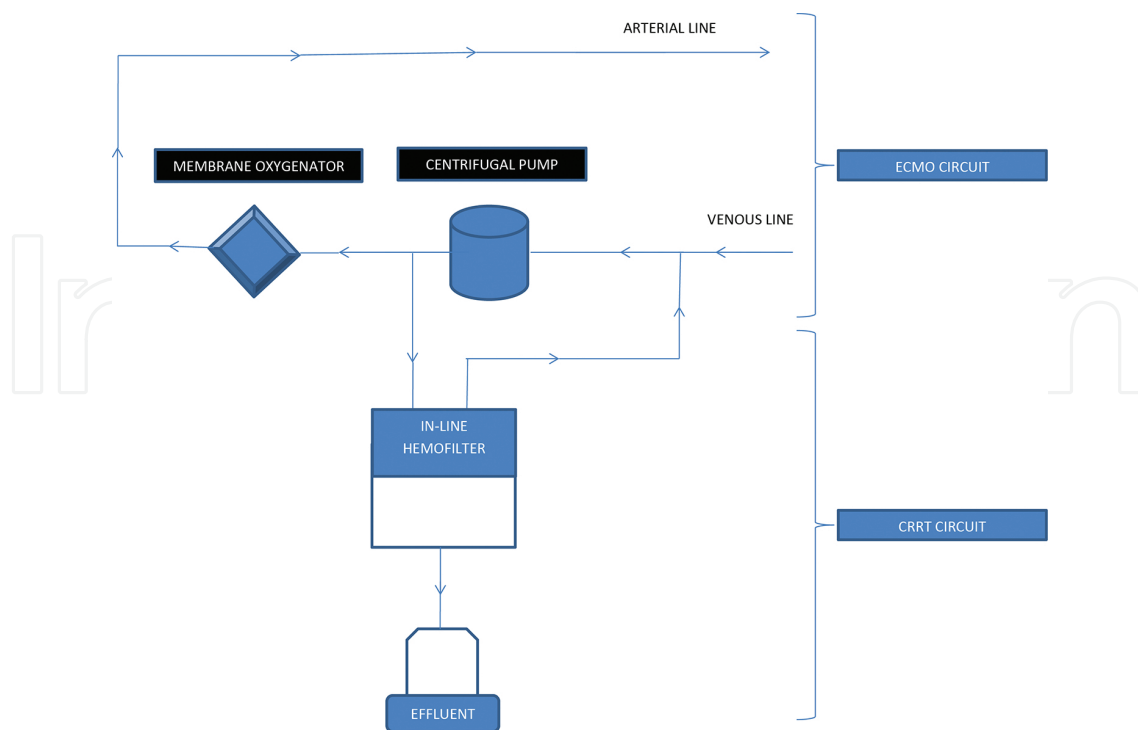 ARTERIAL LINE
MEMBRANE OXYGENATOR
CENTRIFUGAL PUMP
ECMO CIRCUIT
VENOUS LINE
IN-LINE
HEMOFILTER
CRRT CIRCUIT
EFFLUENT